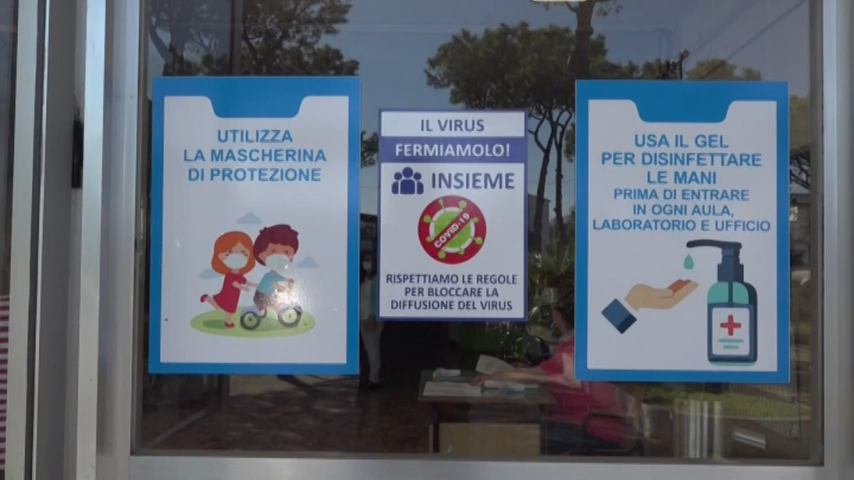 UTILIZZA
LA MASCHERINA
DI PROTEZIONE
IL VIRUS
FERMIAMOLO!
INSIEME
COVID-19
RISPETTIAMO LE REGOLE
PER BLOCCARE LA
DIFFUSIONE DEL VIRUS
USA IL GEL
PER DISINFETTARE
LE MANI
PRIMA DI ENTRARE
IN OGNI AULA,
LABORATORIO E UFFICIO